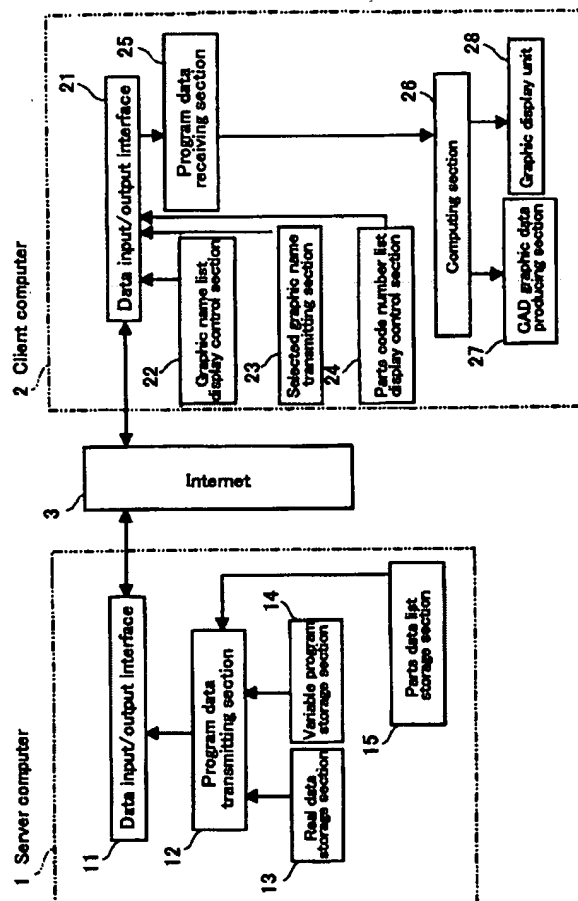 1 Server computer
11
Data input/output interface
12
Program data
transmitting section
13
Real data
storage section
14
Variable program
storage section
15
Parts data list
storage section
3
Internet
2 Client computer
21
Data input/output interface
22
Graphic name list
display control section
23
Selected graphic name
transmitting section
24
Parts code number list
display control section
25
Program data
receiving section
26
Computing section
27
CAD graphic data
producing section
28
Graphic display unit